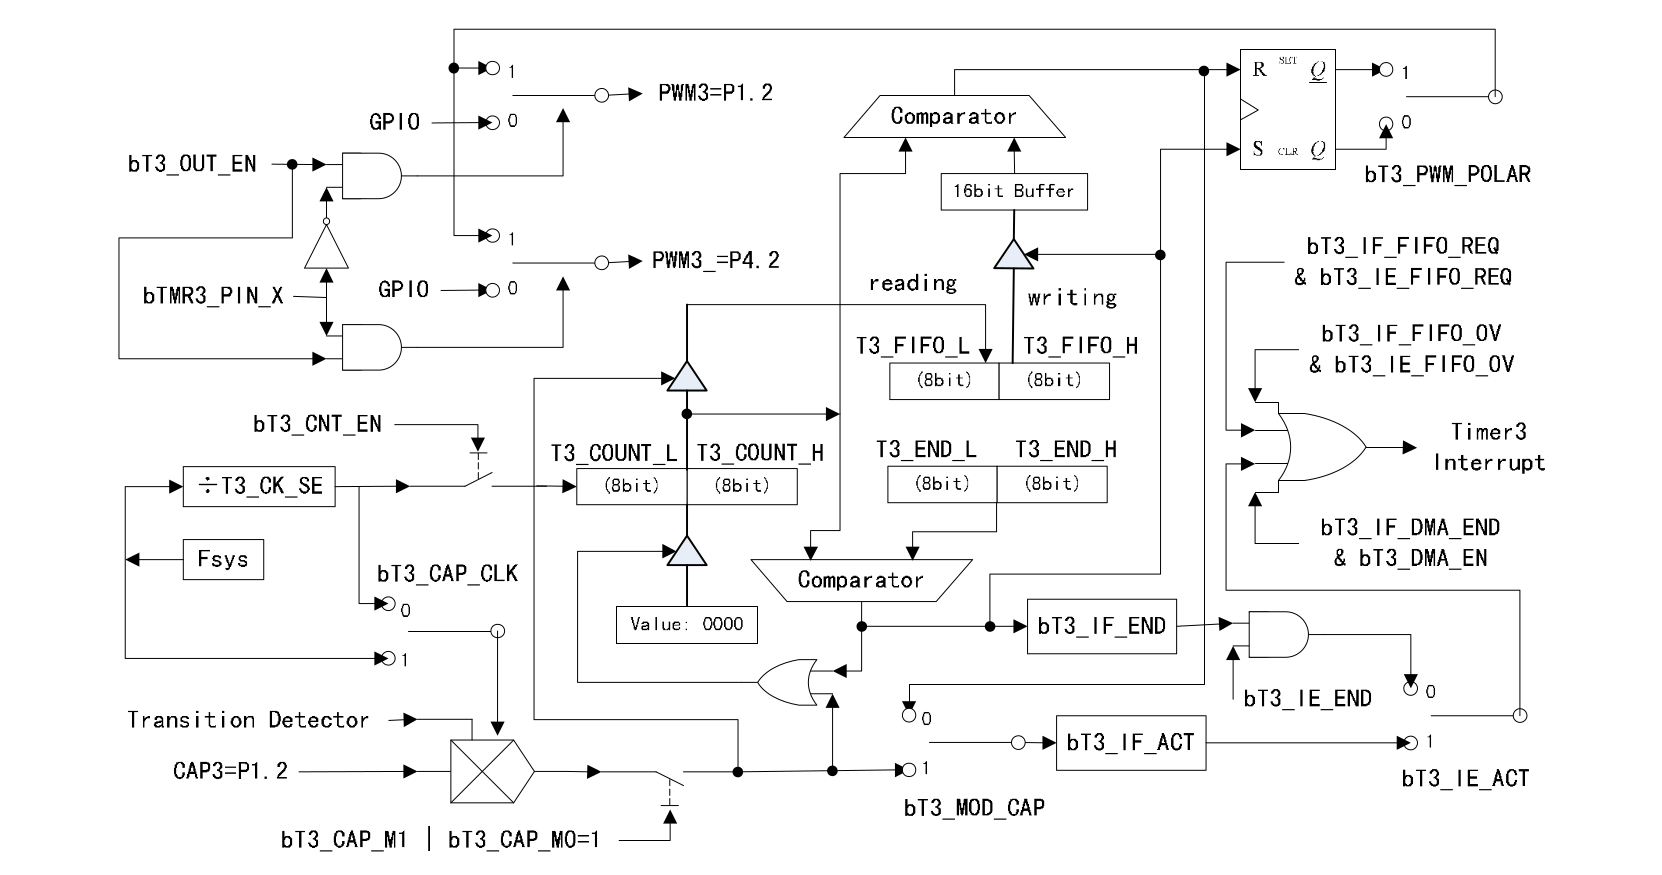 1
PWM3=P1.2
GPIO
0
bT3_OUT_EN
1
PWM3_=P4.2
GPIO
0
bTMR3_PIN_X
Comparator
16bit Buffer
reading
writing
T3_FIFO_L
T3_FIFO_H
(8bit)
(8bit)
R
SET
Q
S
CLR
Q
1
0
bT3_PWM_POLAR
bT3_IF_FIFO_REQ
& bT3_IE_FIFO_REQ
bT3_IF_FIFO_OV
& bT3_IE_FIFO_OV
Timer3
Interrupt
bT3_IF_DMA_END
& bT3_DMA_EN
bT3_CNT_EN
T3_COUNT_L
T3_COUNT_H
(8bit)
(8bit)
T3_END_L
T3_END_H
(8bit)
(8bit)
÷T3_CK_SE
Fsys
bT3_CAP_CLK
0
1
Value: 0000
Comparator
bT3_IF_END
bT3_IE_END
0
1
bT3_IE_ACT
Transition Detector
CAP3=P1.2
bT3_CAP_M1 | bT3_CAP_M0=1
0
1
bT3_MOD_CAP
bT3_IF_ACT